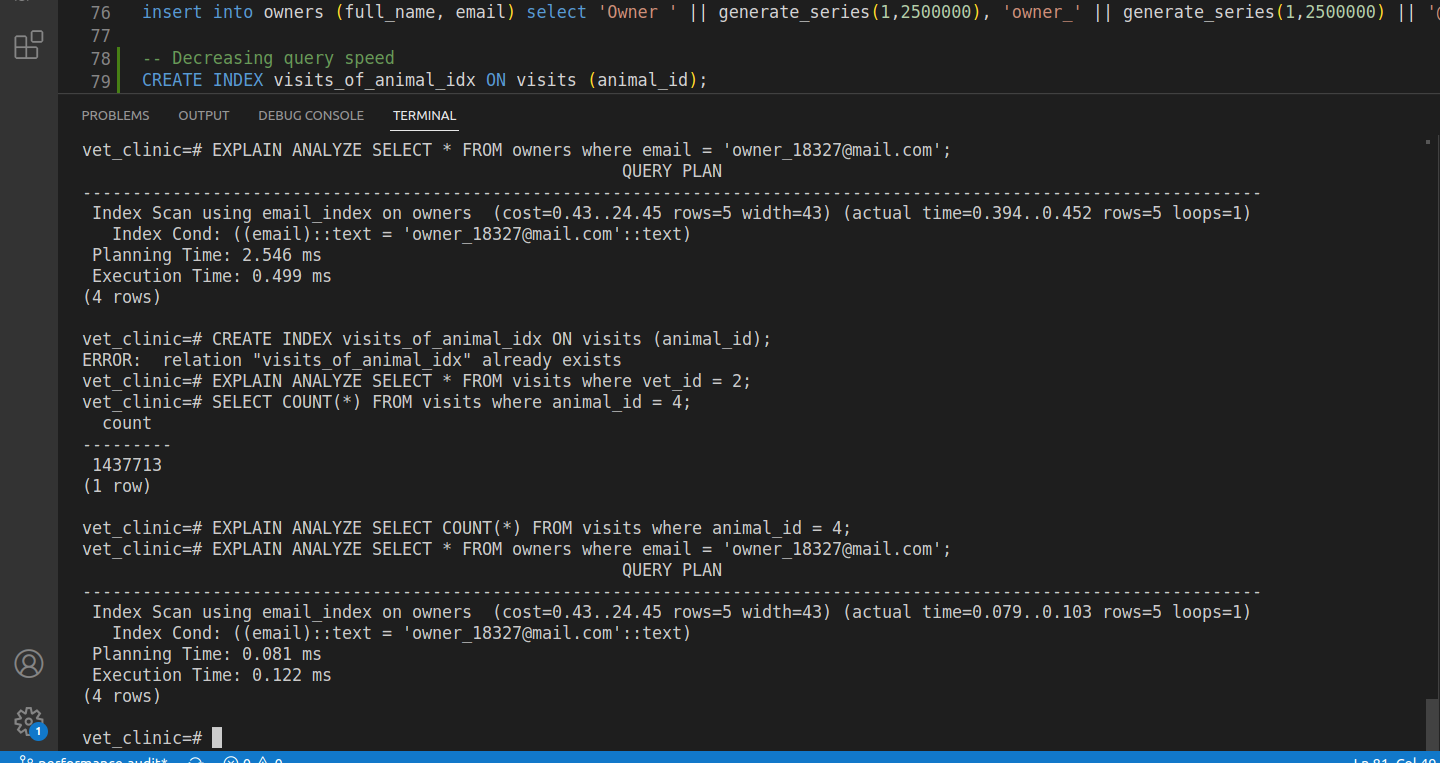 76 insert into owners (full_name, email) select 'Owner ' || generate_series(1,2500000), 'owner_' || generate_series(1,2500000) || '@
77
78 -- Decreasing query speed
79 CREATE INDEX visits_of_animal_idx ON visits (animal_id);
PROBLEMS OUTPUT DEBUG CONSOLE TERMINAL
vet_clinic=# EXPLAIN ANALYZE SELECT * FROM owners where email = 'owner_18327@mail.com';
QUERY PLAN
----------------------------------------------------------------------------------------------------------------------
Index Scan using email_index on owners  (cost=0.43..24.45 rows=5 width=43) (actual time=0.394..0.452 rows=5 loops=1)
Index Cond: ((email)::text = 'owner_18327@mail.com'::text)
Planning Time: 2.546 ms
Execution Time: 0.499 ms
(4 rows)
vet_clinic=# CREATE INDEX visits_of_animal_idx ON visits (animal_id);
ERROR:  relation "visits_of_animal_idx" already exists
vet_clinic=# EXPLAIN ANALYZE SELECT * FROM visits where vet_id = 2;
vet_clinic=# SELECT COUNT(*) FROM visits where animal_id = 4;
count
---------
1437713
(1 row)
vet_clinic=# EXPLAIN ANALYZE SELECT COUNT(*) FROM visits where animal_id = 4;
vet_clinic=# EXPLAIN ANALYZE SELECT * FROM owners where email = 'owner_18327@mail.com';
QUERY PLAN
----------------------------------------------------------------------------------------------------------------------
Index Scan using email_index on owners  (cost=0.43..24.45 rows=5 width=43) (actual time=0.079..0.103 rows=5 loops=1)
Index Cond: ((email)::text = 'owner_18327@mail.com'::text)
Planning Time: 0.081 ms
Execution Time: 0.122 ms
(4 rows)
vet_clinic=#
1
performance audit* 0 0 Ln 81, Col 49